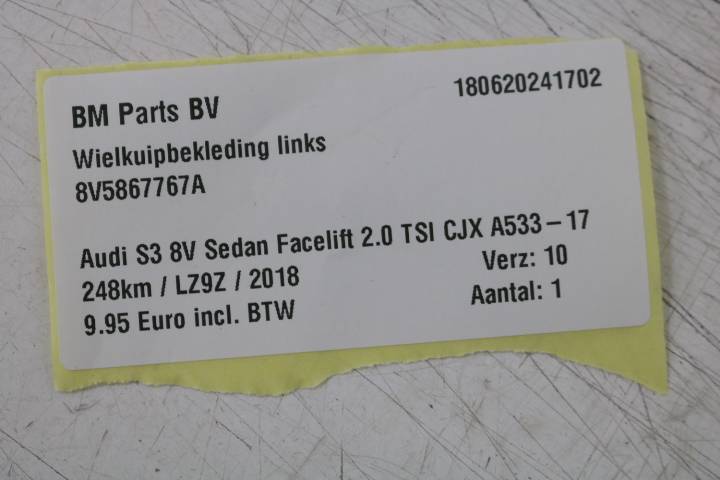 BM Parts BV 180620241702
Wielkuipbekleding links
8V5867767A
Audi S3 8V Sedan Facelift 2.0 TSI CJX A533-17
248km / LZ9Z / 2018 Verz: 10
9.95 Euro incl. BTW Aantal: 1